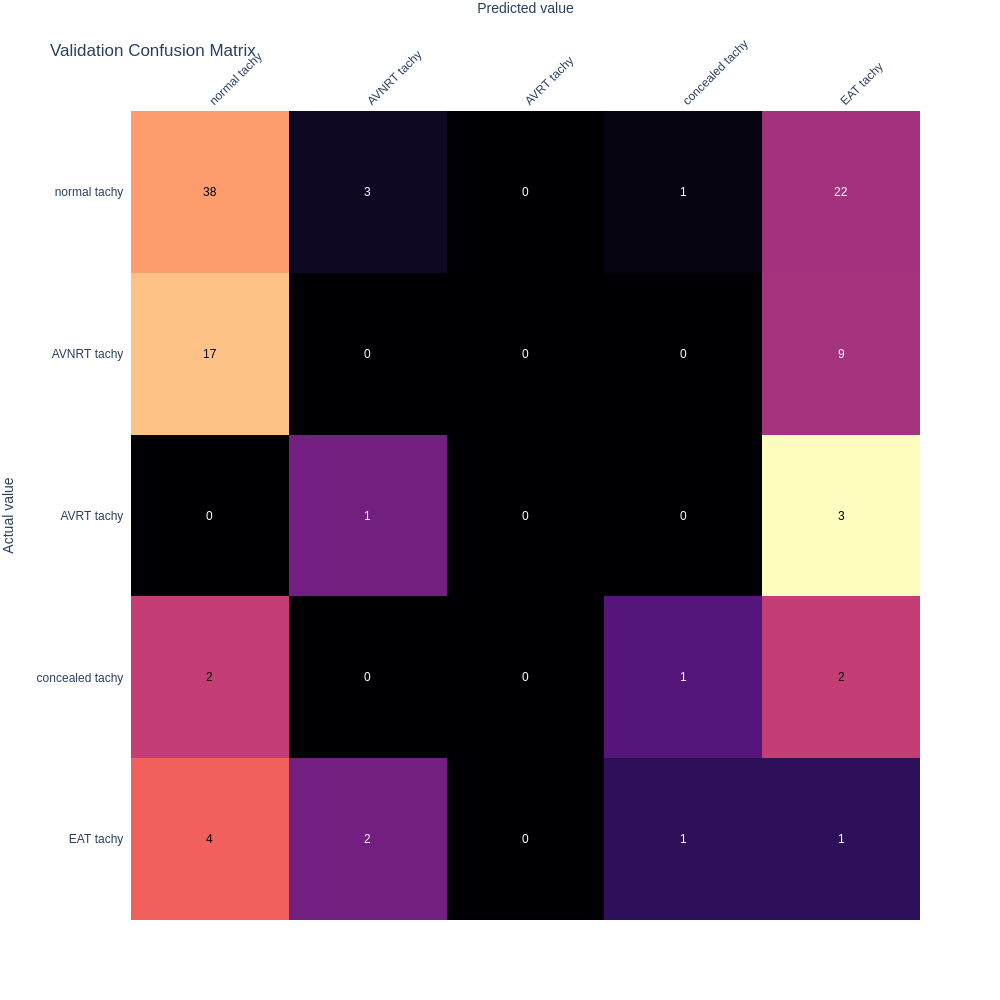 Predicted value
Validation Confusion Matrix
normal tachy AVNRT tachy AVRT tachy concealed tachy EAT tachy
normal tachy 38 3 0 1 22
AVNRT tachy 17 0 0 0 9
AVRT tachy 0 1 0 0 3
concealed tachy 2 0 0 1 2
EAT tachy 4 2 0 1 1
Actual value